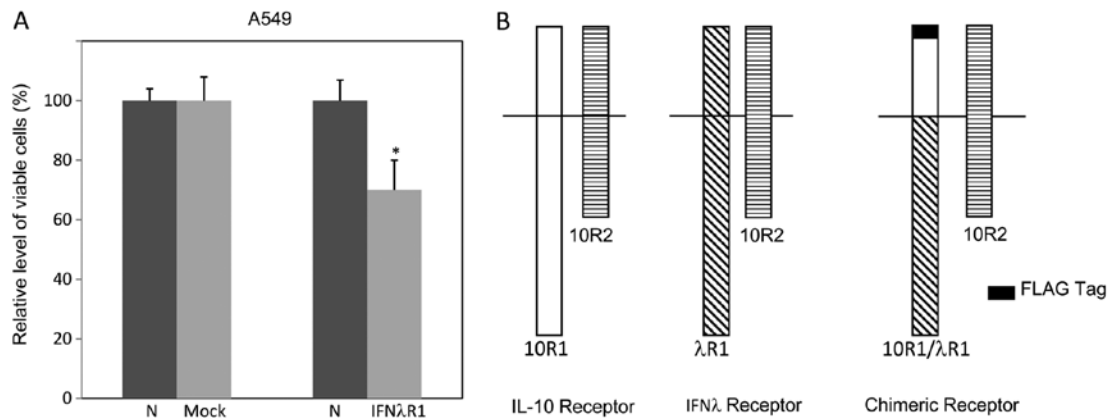 A
A549
Relative level of viable cells (%)
100
80
60
40
20
0
N Mock N IFNλR1
*
B
10R1
10R2
IL-10 Receptor
λR1
10R2
IFNλ Receptor
10R1/λR1
10R2
FLAG Tag
Chimeric Receptor